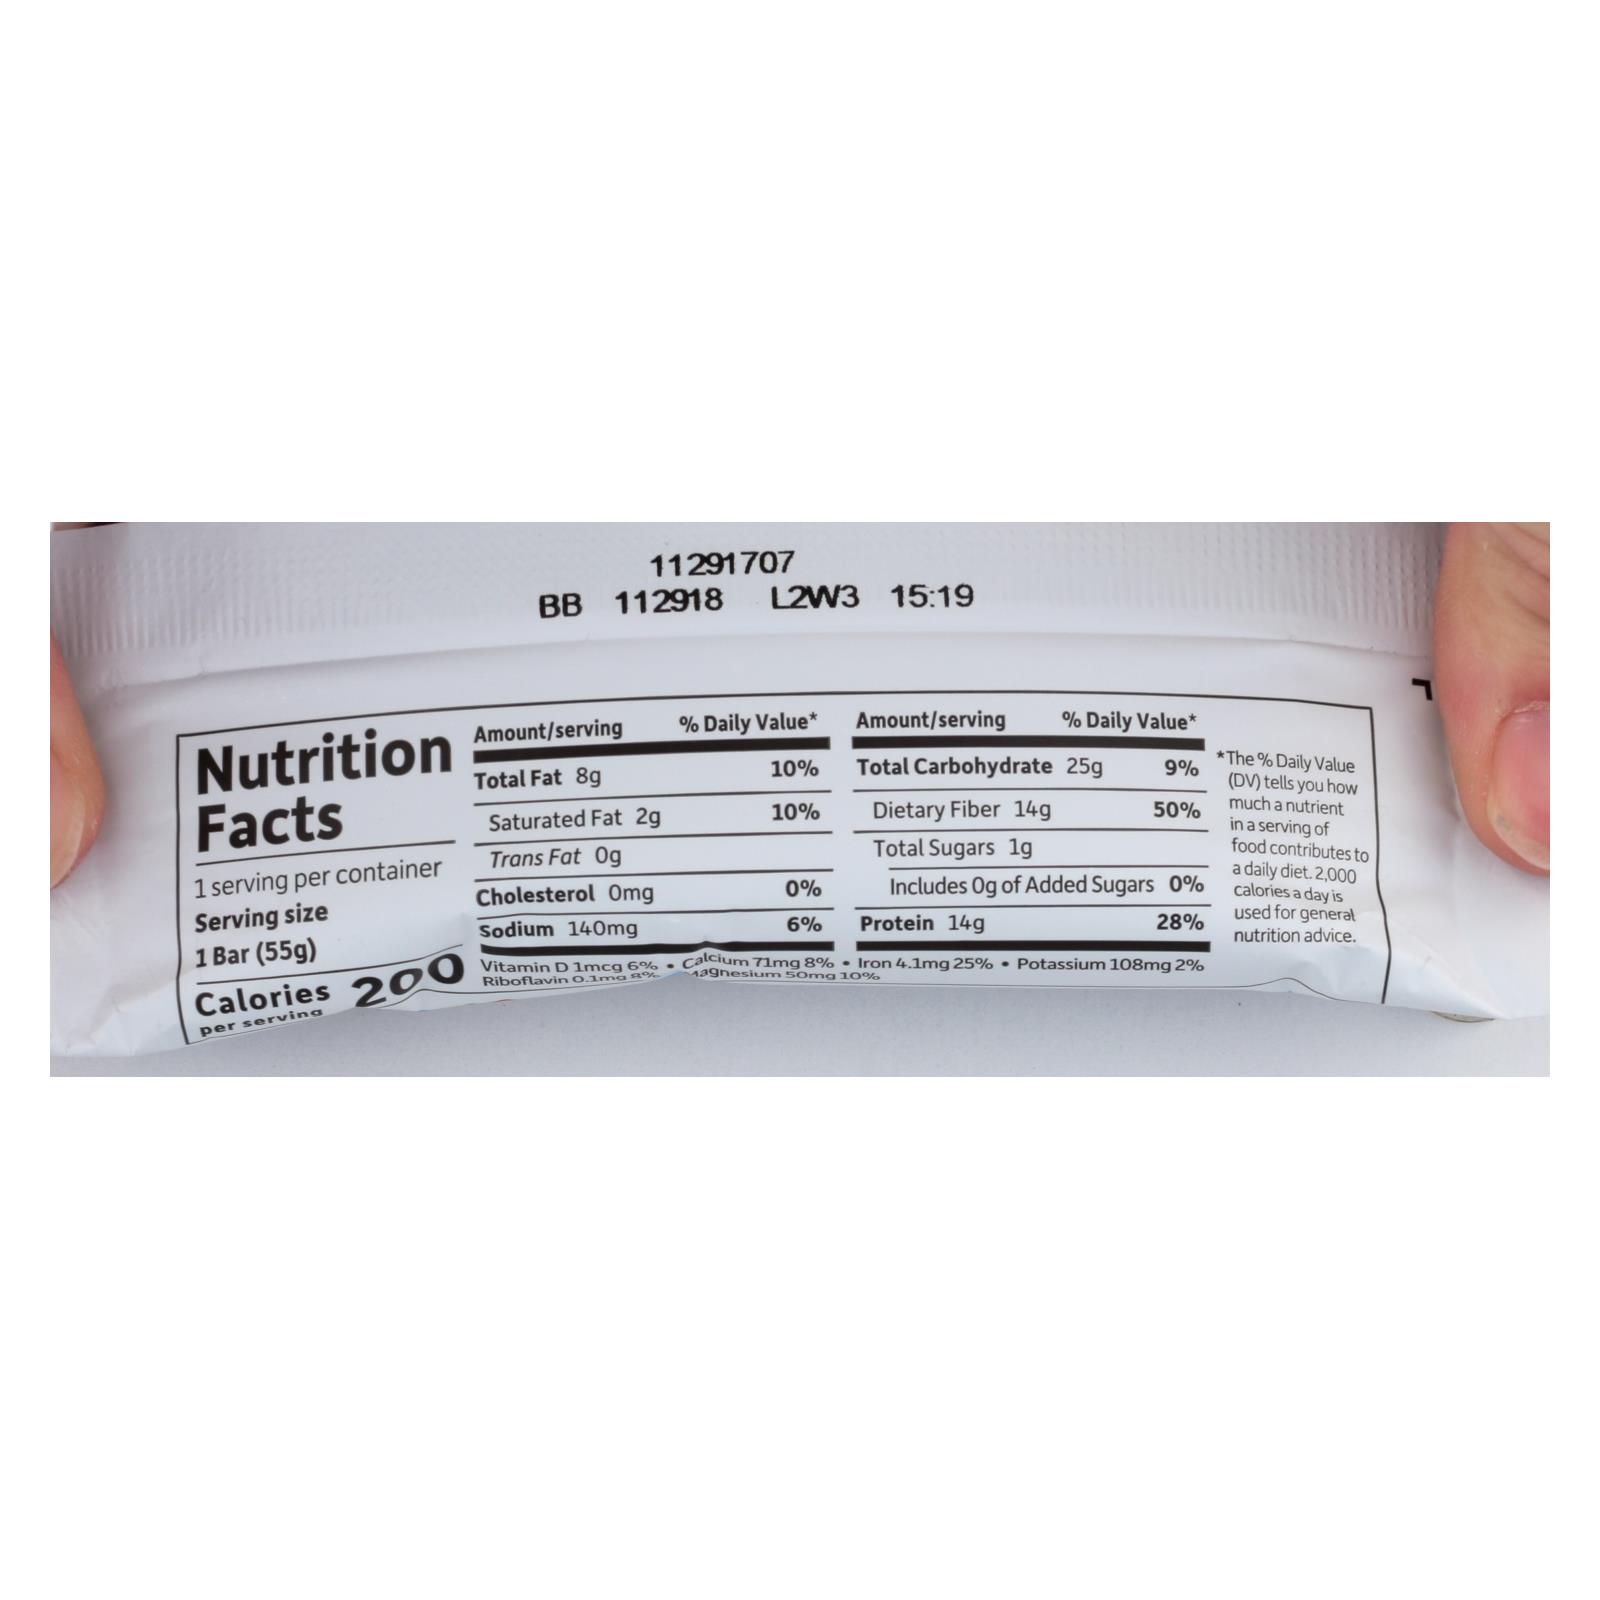 11291707
BB 112918 L2W3 15:19
Nutrition
Facts
1 serving per container
Serving size
1 Bar (55g)
Calories 200
per serving
Amount/serving % Daily Value*
Total Fat 8g 10%
Saturated Fat 2g 10%
Trans Fat 0g
Cholesterol 0mg 0%
Sodium 140mg 6%
Amount/serving % Daily Value*
Total Carbohydrate 25g 9%
Dietary Fiber 14g 50%
Total Sugars 1g
Includes 0g of Added Sugars 0%
Protein 14g 28%
Vitamin D 1mcg 6% • Calcium 71mg 8% • Iron 4.1mg 25% • Potassium 108mg 2%
Riboflavin 0.1mg 8% Magnesium 50mg 10%
*The % Daily Value
(DV) tells you how
much a nutrient
in a serving of
food contributes to
a daily diet. 2,000
calories a day is
used for general
nutrition advice.